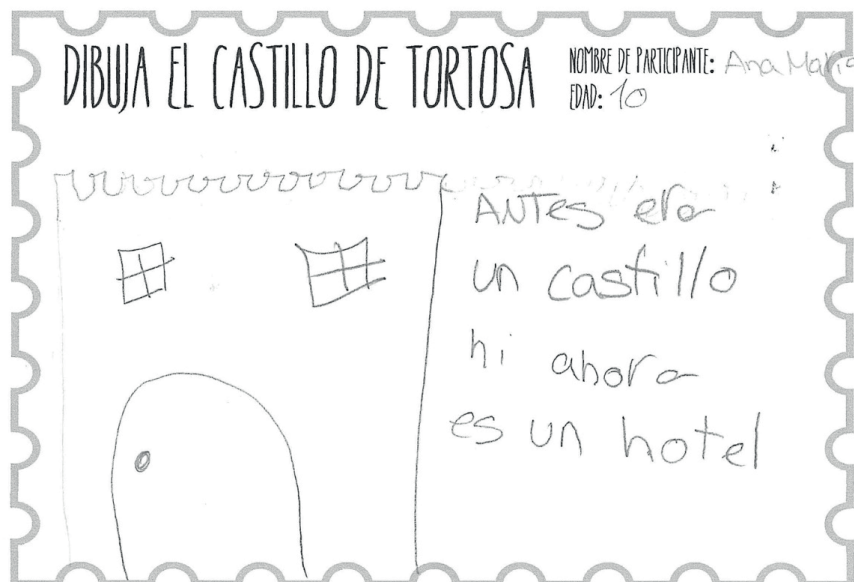 DIBUJA EL CASTILLO DE TORTOSA
NOMBRE DE PARTICIPANTE: Ana Maria
EDAD: 10
ANTes era
un castillo
hi ahora
es un hotel